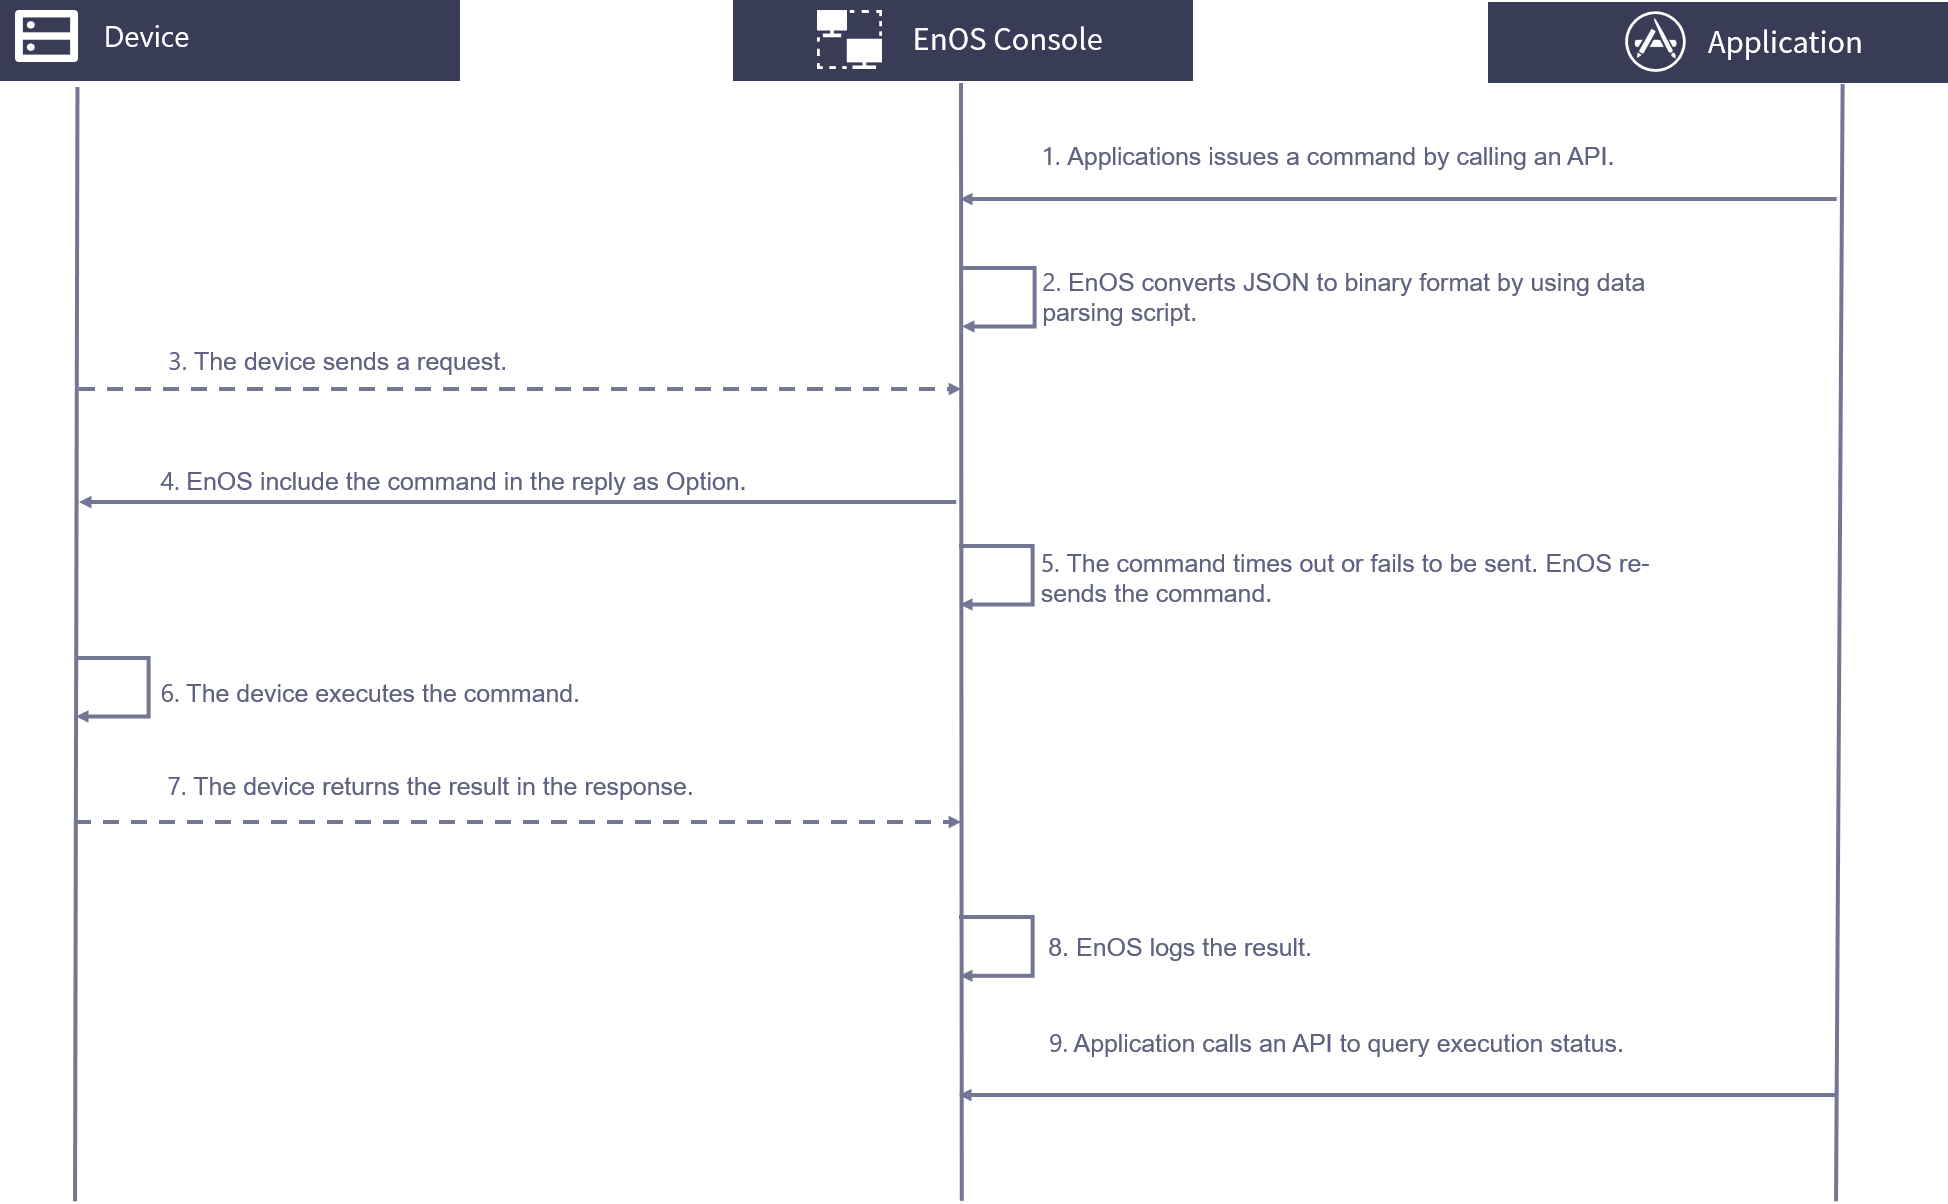 Device
EnOS Console
Application
1. Applications issues a command by calling an API.
2. EnOS converts JSON to binary format by using data
parsing script.
3. The device sends a request.
4. EnOS include the command in the reply as Option.
5. The command times out or fails to be sent. EnOS re-
sends the command.
6. The device executes the command.
7. The device returns the result in the response.
8. EnOS logs the result.
9. Application calls an API to query execution status.